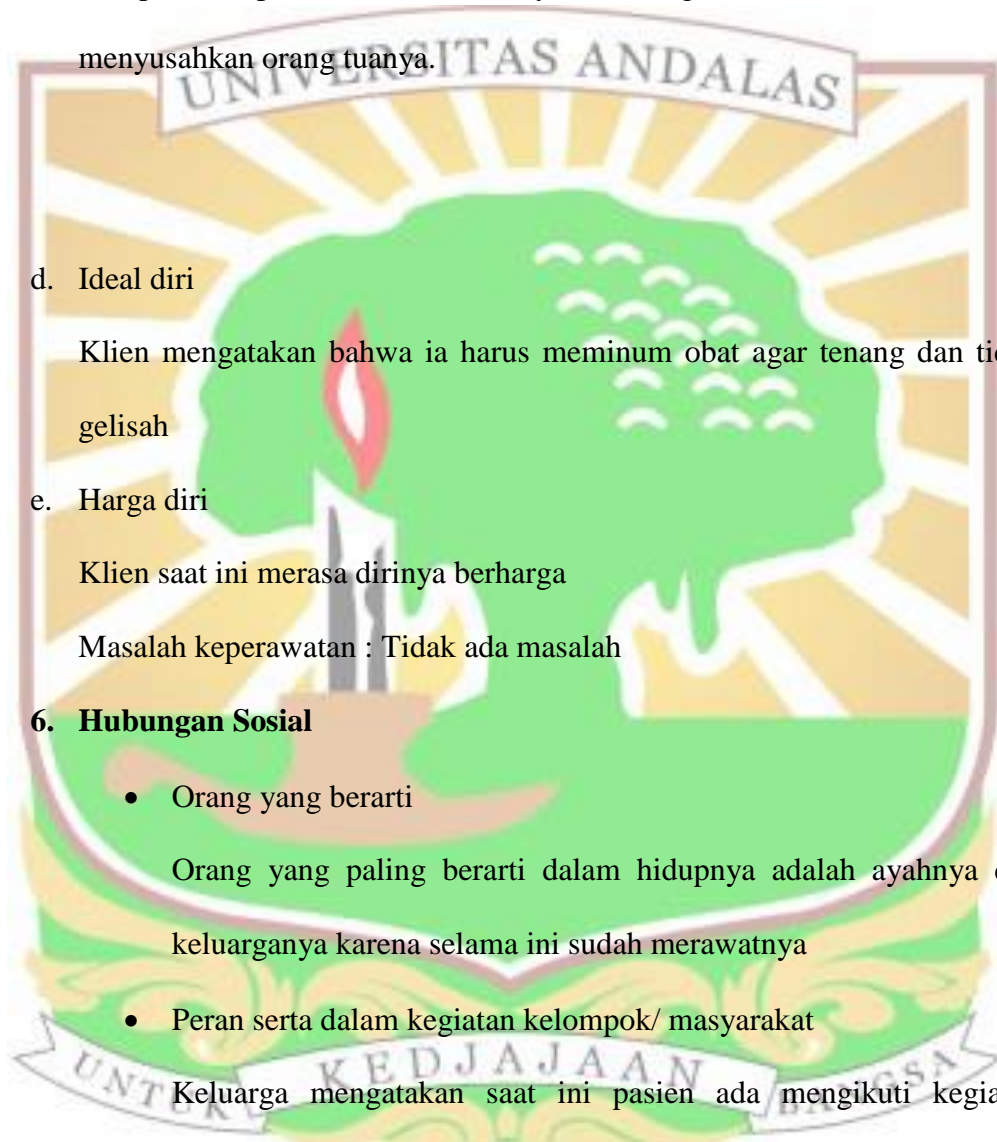 menyusahkan orang tuanya.
UNIVERSITAS ANDALAS
d. Ideal diri
Klien mengatakan bahwa ia harus meminum obat agar tenang dan
gelisah
e. Harga diri
Klien saat ini merasa dirinya berharga
Masalah keperawatan : Tidak ada masalah
6. Hubungan Sosial
• Orang yang berarti
Orang yang paling berarti dalam hidupnya adalah ayahnya
keluarganya karena selama ini sudah merawatnya
• Peran serta dalam kegiatan kelompok/ masyarakat
UNTUK KEDJAJAAN BANGSA
Keluarga mengatakan saat ini pasien ada mengikuti